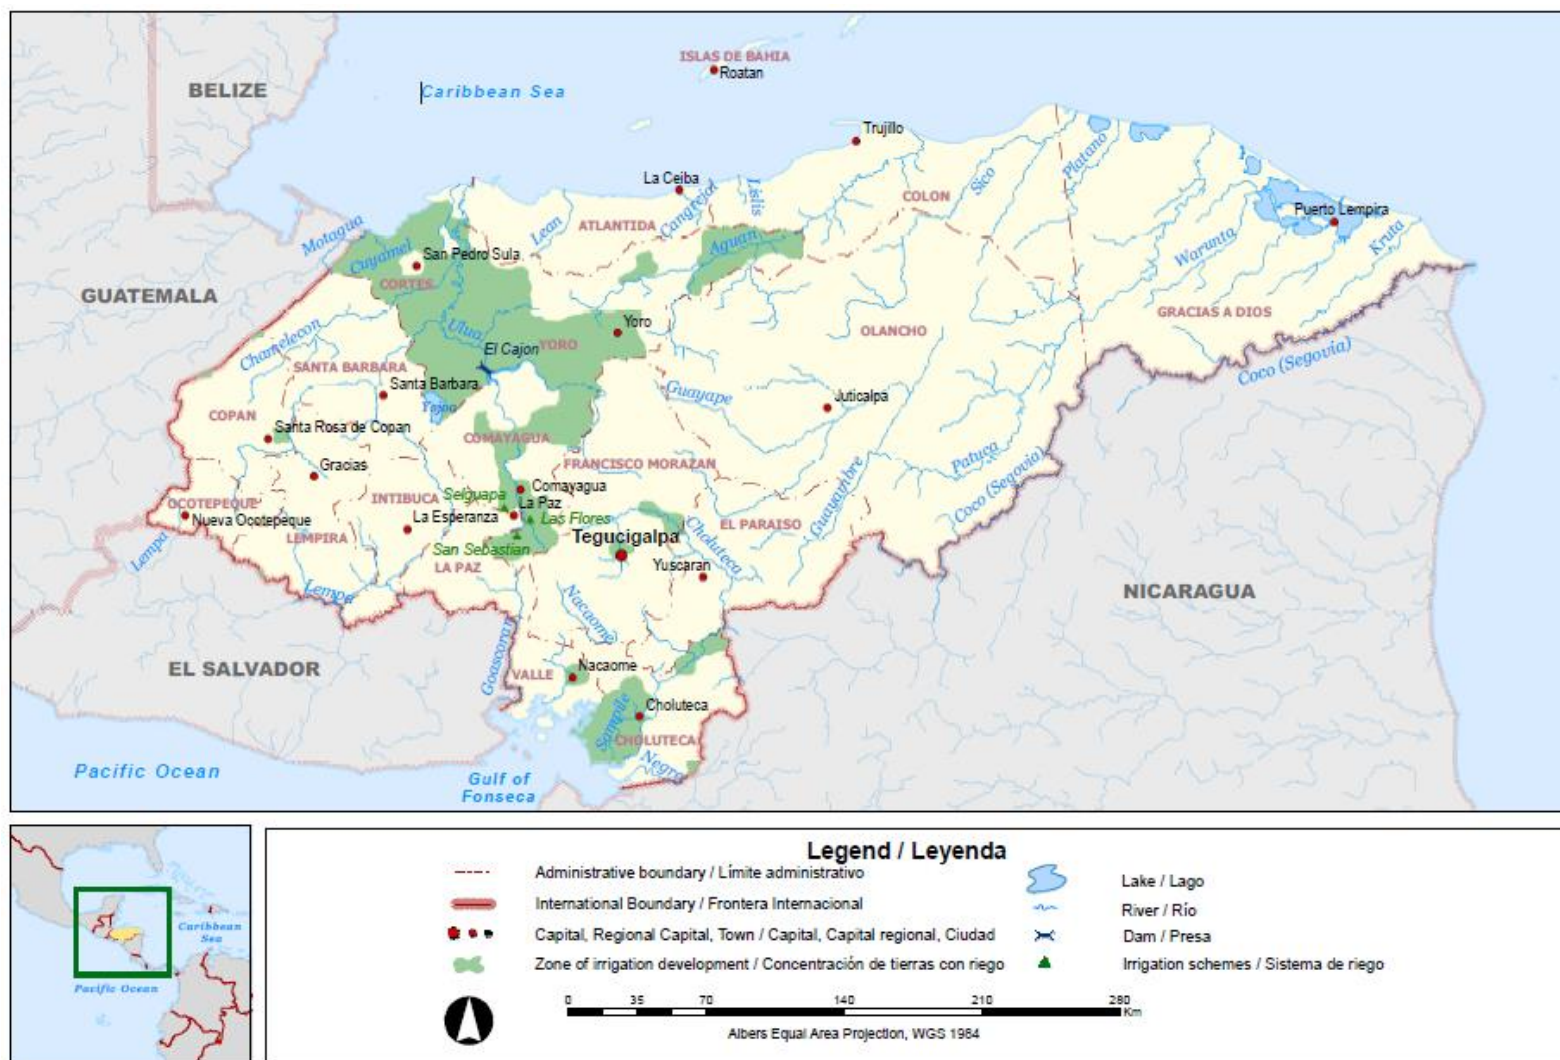 ISLAS DE BAHIA
Roatan
BELIZE
Caribbean Sea
Trujillo
La Ceiba
Lislis
Cangrejal
Sico
Platano
COLON
Puerto Lempira
Motagua
Lean
ATLANTIDA
Aguan
Warunta
Kruta
Cuyamel
San Pedro Sula
CORTES
GUATEMALA
GRACIAS A DIOS
Chamelecon
Ulua
Yoro
YORO
OLANCHO
El Cajon
Coco (Segovia)
SANTA BARBARA
Santa Barbara
Yojoa
Guayape
Juticalpa
COPAN
Santa Rosa de Copan
COMAYAGUA
Gracias
FRANCISCO MORAZAN
Patuca
Guayambre
Coco (Segovia)
OCOTEPEQUE
INTIBUCA
Selguapa
Comayagua
La Paz
Nueva Ocotepeque
La Esperanza
Las Flores
EL PARAISO
LEMPIRA
San Sebastian
Tegucigalpa
Choluteca
Lempa
LA PAZ
Yuscaran
Lempa
Nacaome
NICARAGUA
Goascoran
EL SALVADOR
VALLE
Nacaome
Sampile
Choluteca
CHOLUTECA
Negro
Pacific Ocean
Gulf of
Fonseca
Caribbean
Sea
Pacific Ocean
Legend / Leyenda
Administrative boundary / Límite administrativo
International Boundary / Frontera Internacional
Capital, Regional Capital, Town / Capital, Capital regional, Ciudad
Zone of irrigation development / Concentración de tierras con riego
Lake / Lago
River / Río
Dam / Presa
Irrigation schemes / Sistema de riego
0 35 70 140 210 280
Km
Albers Equal Area Projection, WGS 1984